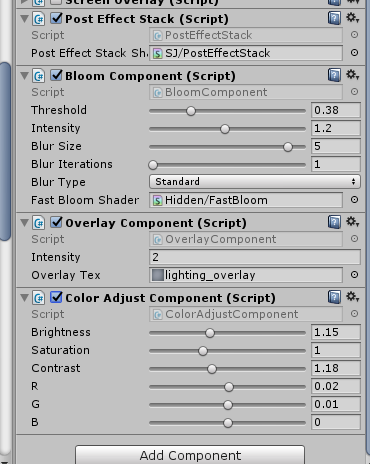 Screen Overlay (Script)
Post Effect Stack (Script)
Script PostEffectStack
Post Effect Stack Sh SJ/PostEffectStack
Bloom Component (Script)
Script BloomComponent
Threshold 0.38
Intensity 1.2
Blur Size 5
Blur Iterations 1
Blur Type Standard
Fast Bloom Shader Hidden/FastBloom
Overlay Component (Script)
Script OverlayComponent
Intensity 2
Overlay Tex lighting_overlay
Color Adjust Component (Script)
Script ColorAdjustComponent
Brightness 1.15
Saturation 1
Contrast 1.18
R 0.02
G 0.01
B 0
Add Component